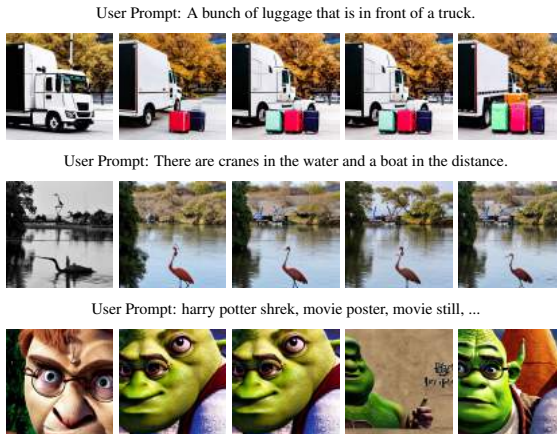 User Prompt: A bunch of luggage that is in front of a truck.
User Prompt: There are cranes in the water and a boat in the distance.
User Prompt: harry potter shrek, movie poster, movie still, ...